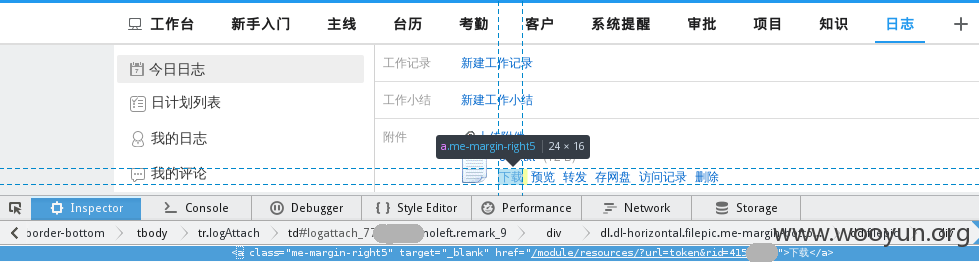 工作台 新手入门 主线 台历 考勤 客户 系统提醒 审批 项目 知识 日志
今日日志
日计划列表
我的日志
我的评论
工作记录 新建工作记录
工作小结 新建工作小结
附件
a.me-margin-right5 24 × 16
下载 预览 转发 存网盘 访问记录 删除
Inspector Console Debugger Style Editor Performance Network Storage
border-bottom tbody tr.logAttach td#logattach_77 noleft.remark_9 div dl.dl-horizontal.filepic.me-margin-bottom dd.filepic div
www.wooyun.org
<a class="me-margin-right5" target="_blank" href="/module/resources/?url=token&rid=415 ">下载</a>